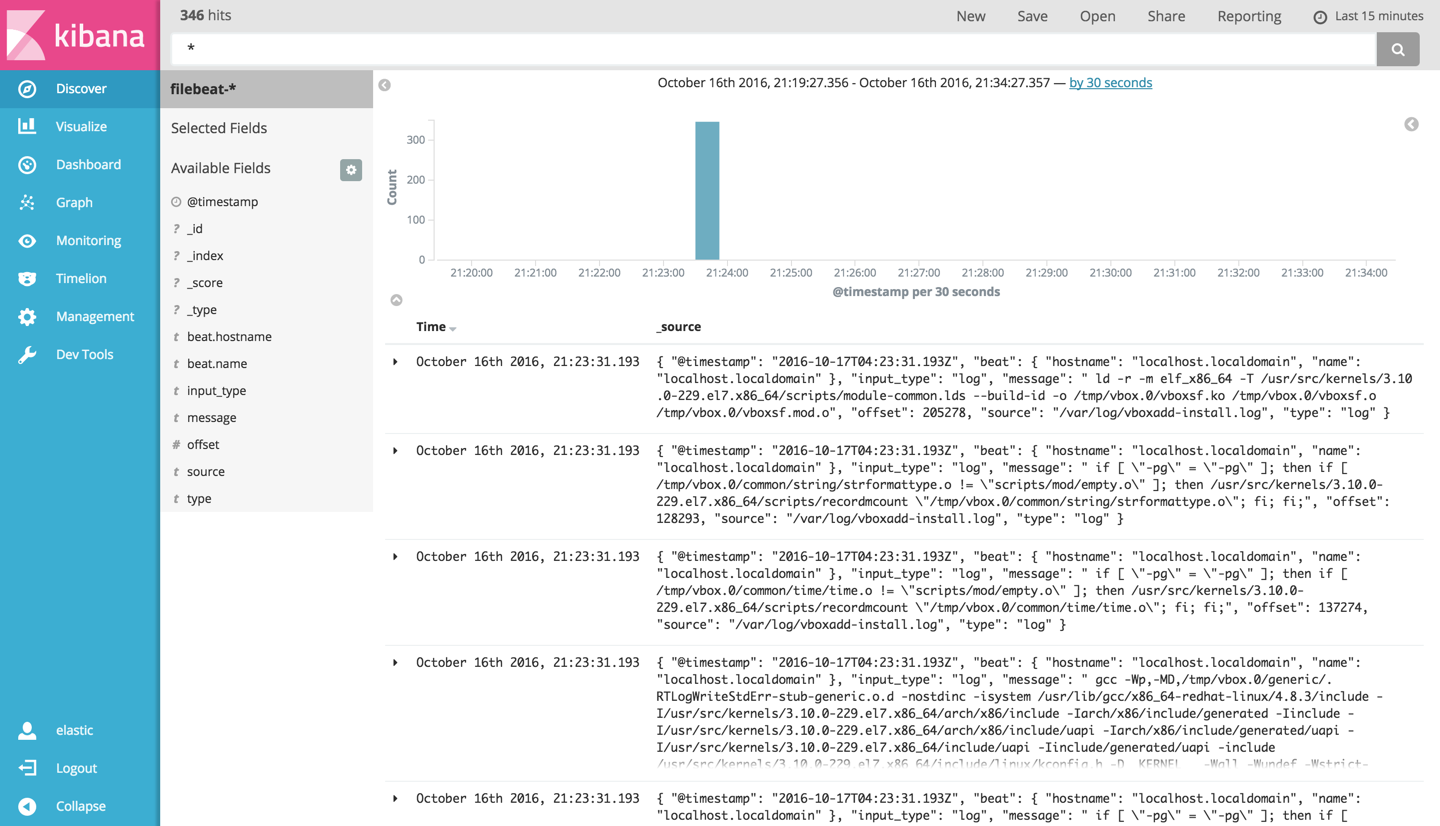 kibana
346 hits
New Save Open Share Reporting Last 15 minutes
*
Discover
Visualize
Dashboard
Graph
Monitoring
Timelion
Management
Dev Tools
elastic
Logout
Collapse
filebeat-*
Selected Fields
Available Fields
@timestamp
? _id
? _index
? _score
? _type
t beat.hostname
t beat.name
t input_type
t message
# offset
t source
t type
October 16th 2016, 21:19:27.356 - October 16th 2016, 21:34:27.357 — by 30 seconds
Count
300
200
100
0
21:20:00 21:21:00 21:22:00 21:23:00 21:24:00 21:25:00 21:26:00 21:27:00 21:28:00 21:29:00 21:30:00 21:31:00 21:32:00 21:33:00 21:34:00
@timestamp per 30 seconds
Time _source
October 16th 2016, 21:23:31.193 { "@timestamp": "2016-10-17T04:23:31.193Z", "beat": { "hostname": "localhost.localdomain", "name":
"localhost.localdomain" }, "input_type": "log", "message": " ld -r -m elf_x86_64 -T /usr/src/kernels/3.10
.0-229.el7.x86_64/scripts/module-common.lds --build-id -o /tmp/vbox.0/vboxsf.ko /tmp/vbox.0/vboxsf.o
/tmp/vbox.0/vboxsf.mod.o", "offset": 205278, "source": "/var/log/vboxadd-install.log", "type": "log" }
October 16th 2016, 21:23:31.193 { "@timestamp": "2016-10-17T04:23:31.193Z", "beat": { "hostname": "localhost.localdomain", "name":
"localhost.localdomain" }, "input_type": "log", "message": " if [ \"-pg\" = \"-pg\" ]; then if [
/tmp/vbox.0/common/string/strformattype.o != \"scripts/mod/empty.o\" ]; then /usr/src/kernels/3.10.0-
229.el7.x86_64/scripts/recordmcount \"/tmp/vbox.0/common/string/strformattype.o\"; fi; fi;", "offset":
128293, "source": "/var/log/vboxadd-install.log", "type": "log" }
October 16th 2016, 21:23:31.193 { "@timestamp": "2016-10-17T04:23:31.193Z", "beat": { "hostname": "localhost.localdomain", "name":
"localhost.localdomain" }, "input_type": "log", "message": " if [ \"-pg\" = \"-pg\" ]; then if [
/tmp/vbox.0/common/time/time.o != \"scripts/mod/empty.o\" ]; then /usr/src/kernels/3.10.0-
229.el7.x86_64/scripts/recordmcount \"/tmp/vbox.0/common/time/time.o\"; fi; fi;", "offset": 137274,
"source": "/var/log/vboxadd-install.log", "type": "log" }
October 16th 2016, 21:23:31.193 { "@timestamp": "2016-10-17T04:23:31.193Z", "beat": { "hostname": "localhost.localdomain", "name":
"localhost.localdomain" }, "input_type": "log", "message": " gcc -Wp,-MD,/tmp/vbox.0/generic/.
RTLogWriteStdErr-stub-generic.o.d -nostdinc -isystem /usr/lib/gcc/x86_64-redhat-linux/4.8.3/include -
I/usr/src/kernels/3.10.0-229.el7.x86_64/arch/x86/include -Iarch/x86/include/generated -Iinclude -
I/usr/src/kernels/3.10.0-229.el7.x86_64/arch/x86/include/uapi -Iarch/x86/include/generated/uapi -
I/usr/src/kernels/3.10.0-229.el7.x86_64/include/uapi -Iinclude/generated/uapi -include
/usr/src/kernels/3.10.0-229.el7.x86_64/include/linux/kconfig.h -D__KERNEL__ -Wall -Wundef -Wstrict-
October 16th 2016, 21:23:31.193 { "@timestamp": "2016-10-17T04:23:31.193Z", "beat": { "hostname": "localhost.localdomain", "name":
"localhost.localdomain" }, "input_type": "log", "message": " if [ \"-pg\" = \"-pg\" ]; then if [